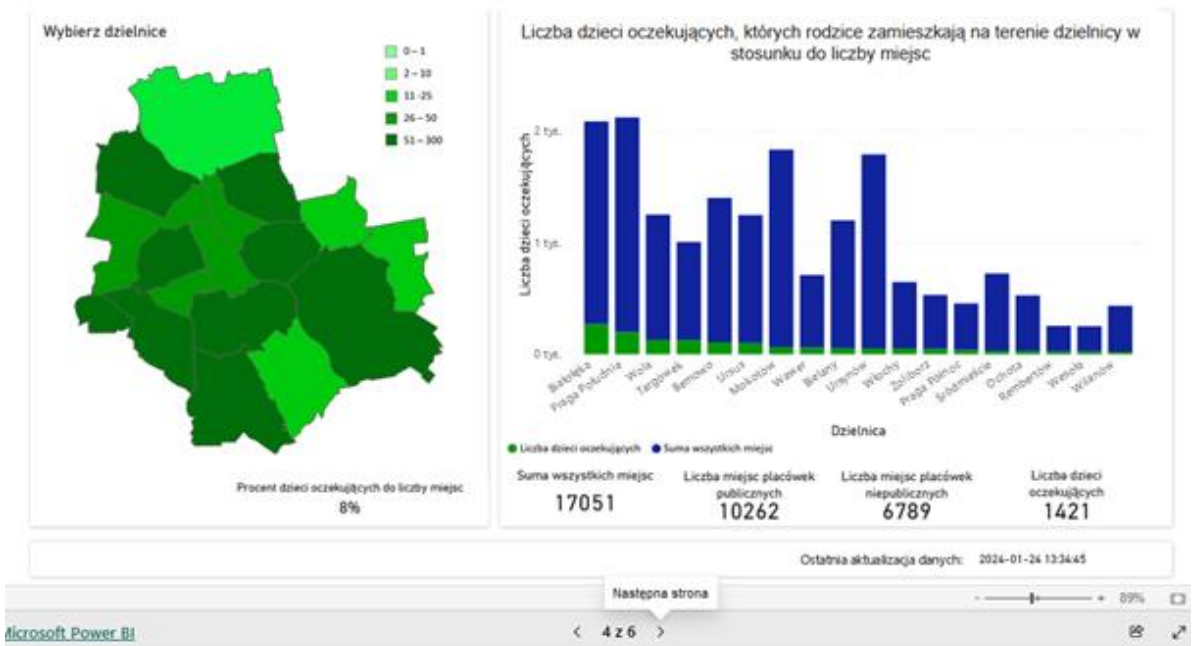 Wybierz dzielnice
0 – 1
2 – 10
11 -25
26 – 50
51 – 300
Procent dzieci oczekujących do liczby miejsc
8%
Liczba dzieci oczekujących, których rodzice zamieszkają na terenie dzielnicy w
stosunku do liczby miejsc
Liczba dzieci oczekujących
2 tys.
1 tys.
0 tys.
Białołęka
Praga Południe
Wola
Targówek
Bemowo
Ursus
Mokotów
Wawer
Bielany
Ursynów
Włochy
Żoliborz
Praga Północ
Śródmieście
Ochota
Rembertów
Wesoła
Wilanów
Dzielnica
Liczba dzieci oczekujących Suma wszystkich miejsc
Suma wszystkich miejsc
17051
Liczba miejsc placówek
publicznych
10262
Liczba miejsc placówek
niepublicznych
6789
Liczba dzieci
oczekujących
1421
Ostatnia aktualizacja danych: 2024-01-24 13:34:45
Następna strona
- + 89%
Microsoft Power BI
4 z 6